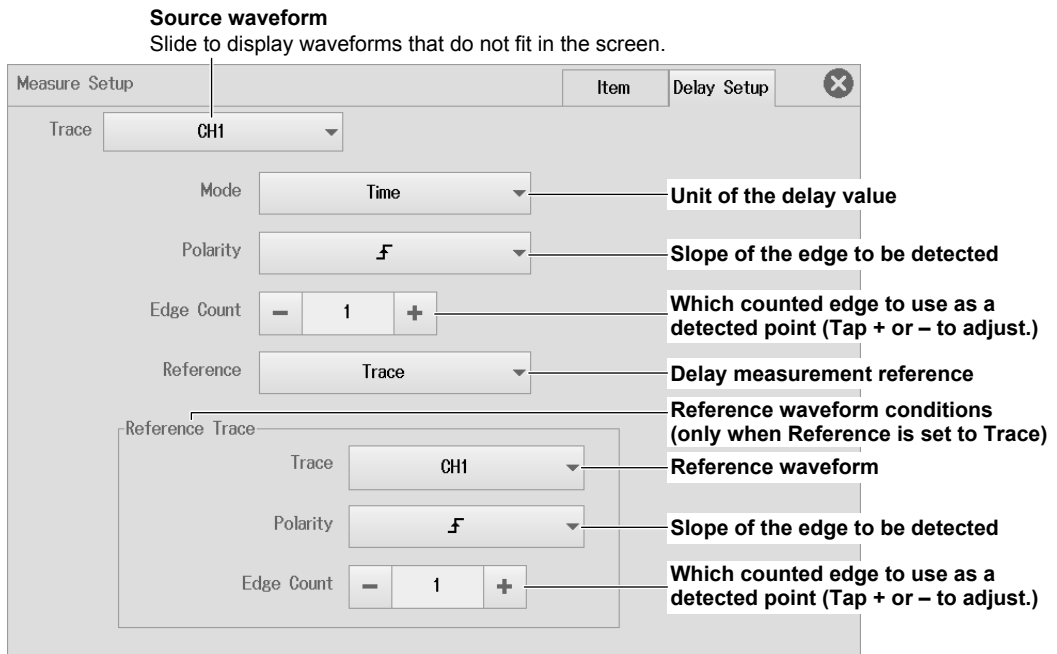 Source waveform
Slide to display waveforms that do not fit in the screen.
Measure Setup
Item
Delay Setup
Trace
CH1
Mode
Time
Unit of the delay value
Polarity
Slope of the edge to be detected
Edge Count
−
1
+
Which counted edge to use as a
detected point (Tap + or – to adjust.)
Reference
Trace
Delay measurement reference
Reference waveform conditions
(only when Reference is set to Trace)
Reference Trace
Trace
CH1
Reference waveform
Polarity
Slope of the edge to be detected
Edge Count
−
1
+
Which counted edge to use as a
detected point (Tap + or – to adjust.)